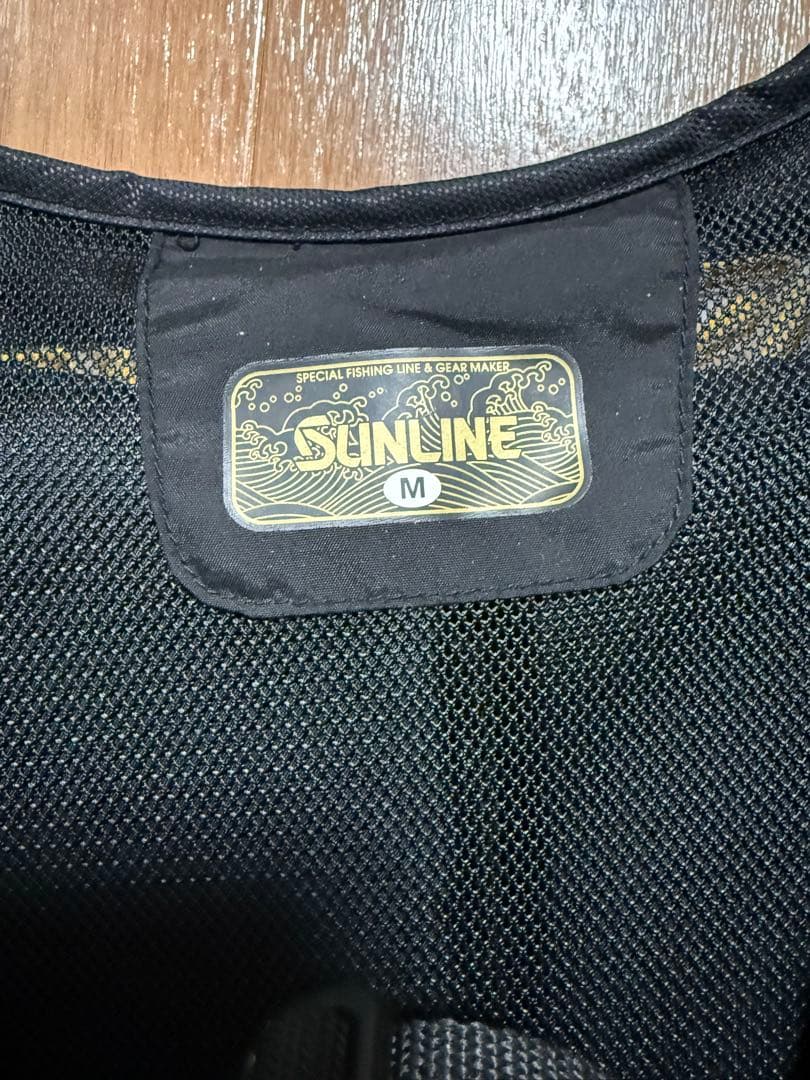 SPECIAL FISHING LINE & GEAR MAKER
SUNLINE
M